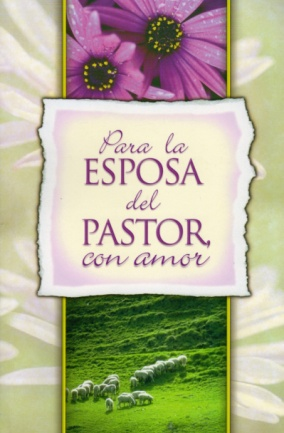 Para la
ESPOSA
del
PASTOR,
con amor